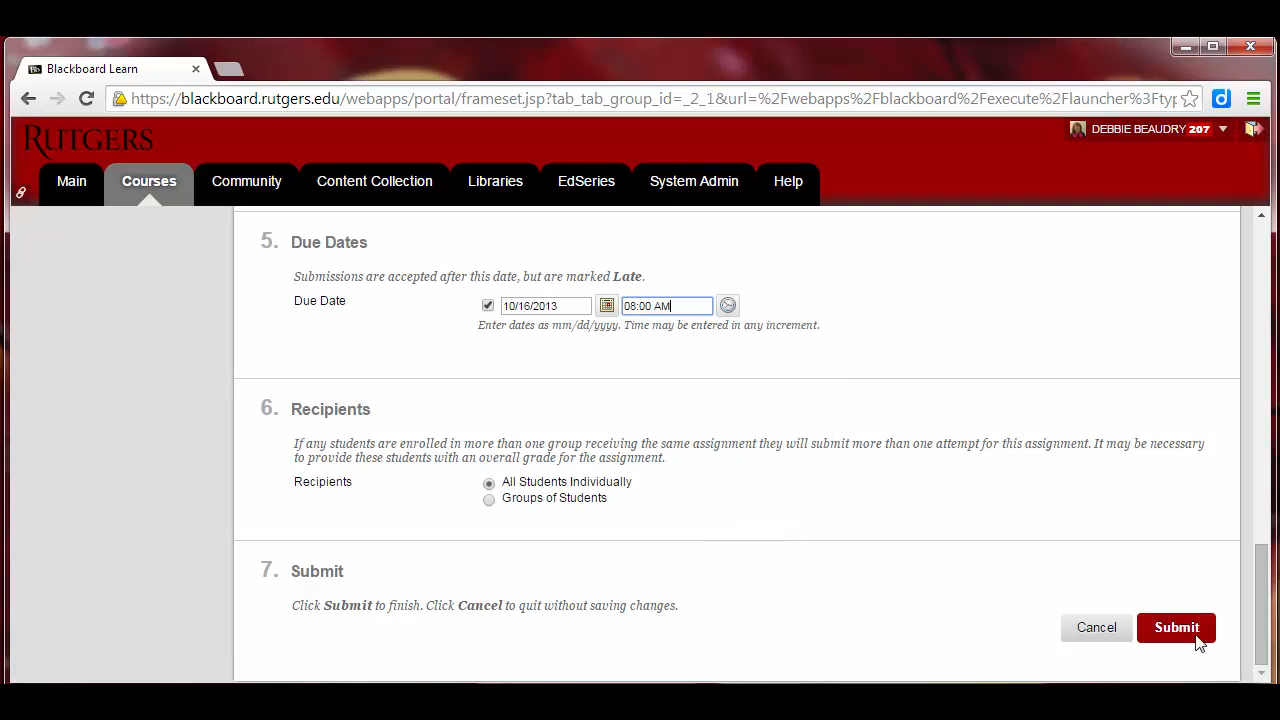 Blackboard Learn
https://blackboard.rutgers.edu/webapps/portal/frameset.jsp?tab_tab_group_id=_2_1&url=%2Fwebapps%2Fblackboard%2Fexecute%2Flauncher%3Ftyp
RUTGERS
DEBBIE BEAUDRY 207
Main Courses Community Content Collection Libraries EdSeries System Admin Help
5. Due Dates
Submissions are accepted after this date, but are marked Late.
Due Date 10/16/2013 08:00 AM
Enter dates as mm/dd/yyyy. Time may be entered in any increment.
6. Recipients
If any students are enrolled in more than one group receiving the same assignment they will submit more than one attempt for this assignment. It may be necessary
to provide these students with an overall grade for the assignment.
Recipients All Students Individually
Groups of Students
7. Submit
Click Submit to finish. Click Cancel to quit without saving changes.
Cancel Submit